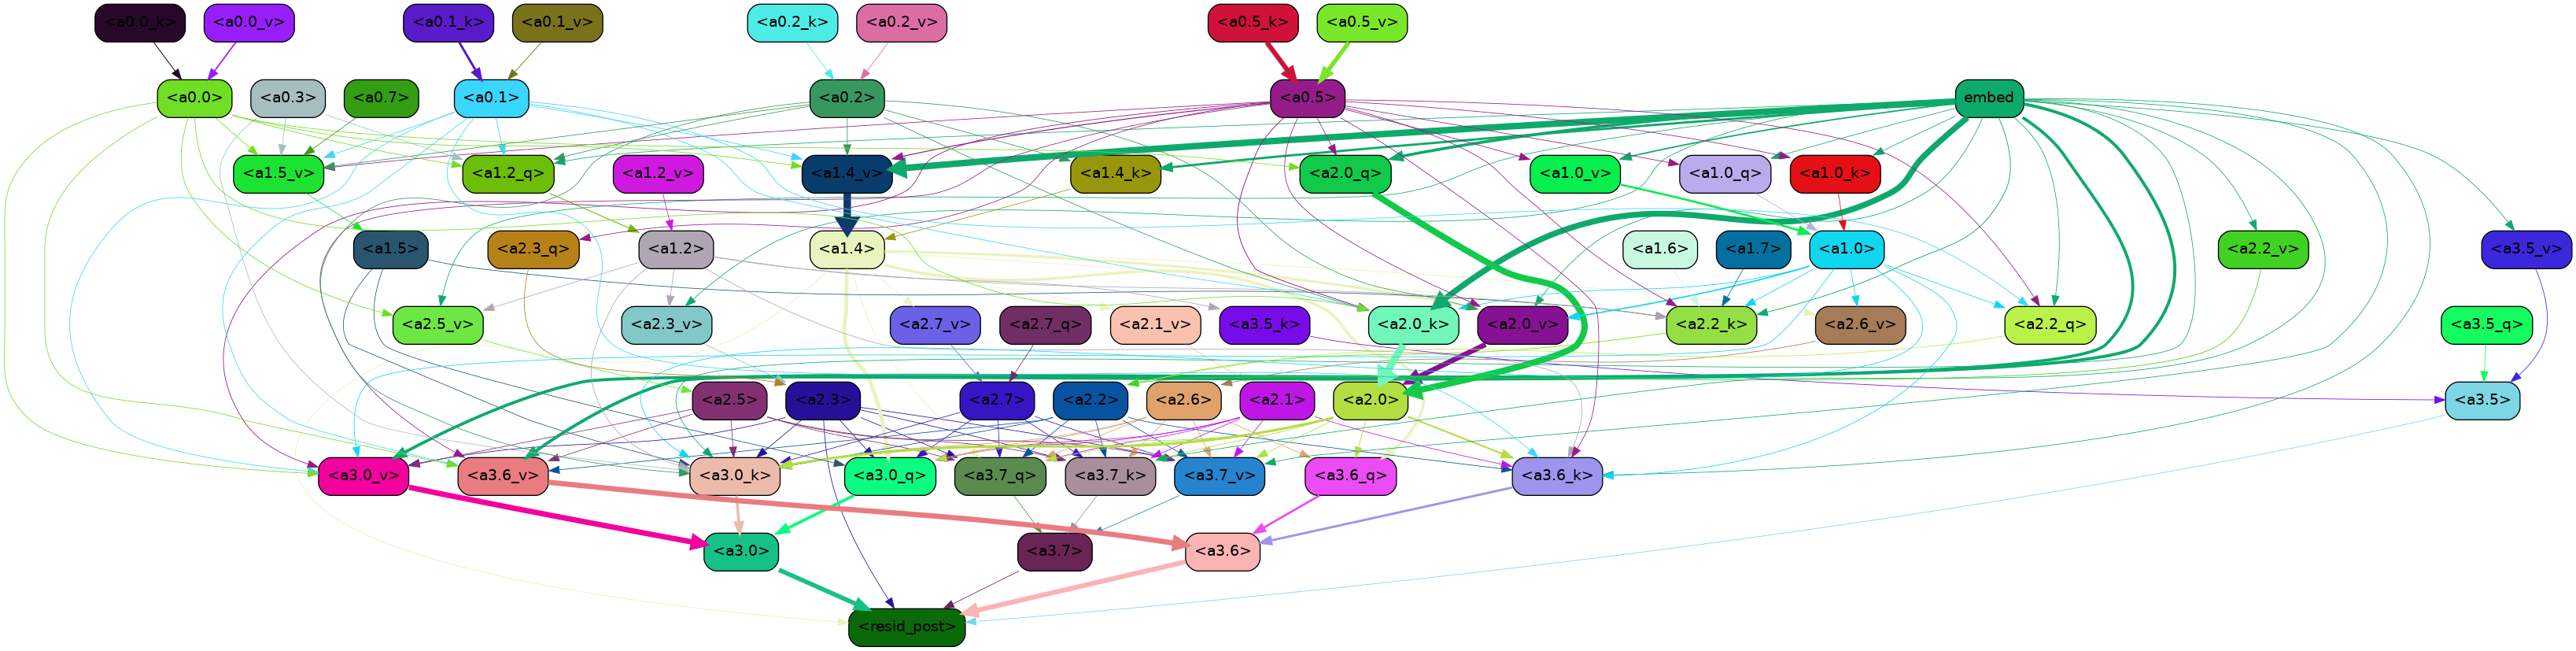 <a0.0_k> <a0.0_v> <a0.1_k> <a0.1_v> <a0.2_k> <a0.2_v> <a0.5_k> <a0.5_v>
<a0.0> <a0.3> <a0.7> <a0.1> <a0.2> <a0.5> embed
<a1.5_v> <a1.2_q> <a1.2_v> <a1.4_v> <a1.4_k> <a2.0_q> <a1.0_v> <a1.0_q> <a1.0_k>
<a1.5> <a2.3_q> <a1.2> <a1.4> <a1.6> <a1.7> <a1.0> <a2.2_v> <a3.5_v>
<a2.5_v> <a2.3_v> <a2.7_v> <a2.7_q> <a2.1_v> <a3.5_k> <a2.0_k> <a2.0_v> <a2.2_k> <a2.6_v> <a2.2_q> <a3.5_q>
<a2.5> <a2.3> <a2.7> <a2.2> <a2.6> <a2.1> <a2.0> <a3.5>
<a3.0_v> <a3.6_v> <a3.0_k> <a3.0_q> <a3.7_q> <a3.7_k> <a3.7_v> <a3.6_q> <a3.6_k>
<a3.0> <a3.7> <a3.6>
<resid_post>